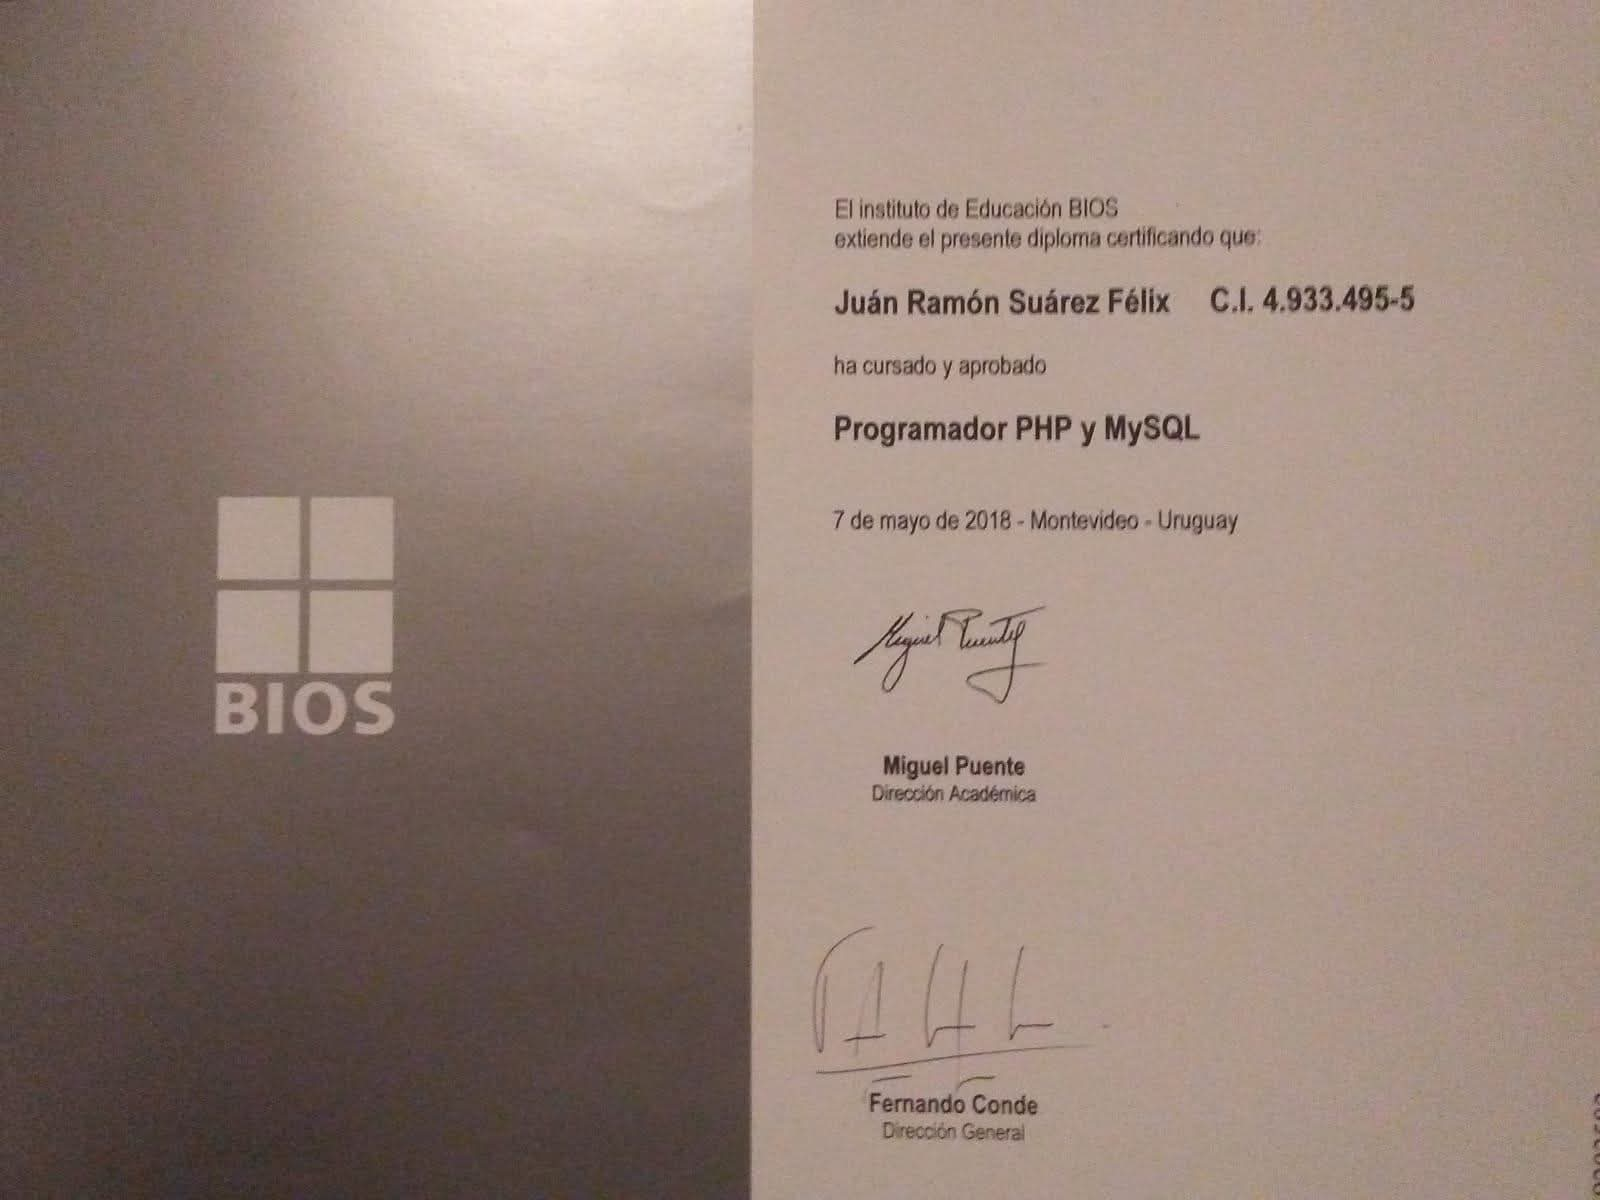 BIOS
El instituto de Educación BIOS
extiende el presente diploma certificando que:
Juán Ramón Suárez Félix C.I. 4.933.495-5
ha cursado y aprobado
Programador PHP y MySQL
7 de mayo de 2018 - Montevideo - Uruguay
Miguel Puente
Miguel Puente
Dirección Académica
Fernando Conde
Dirección General